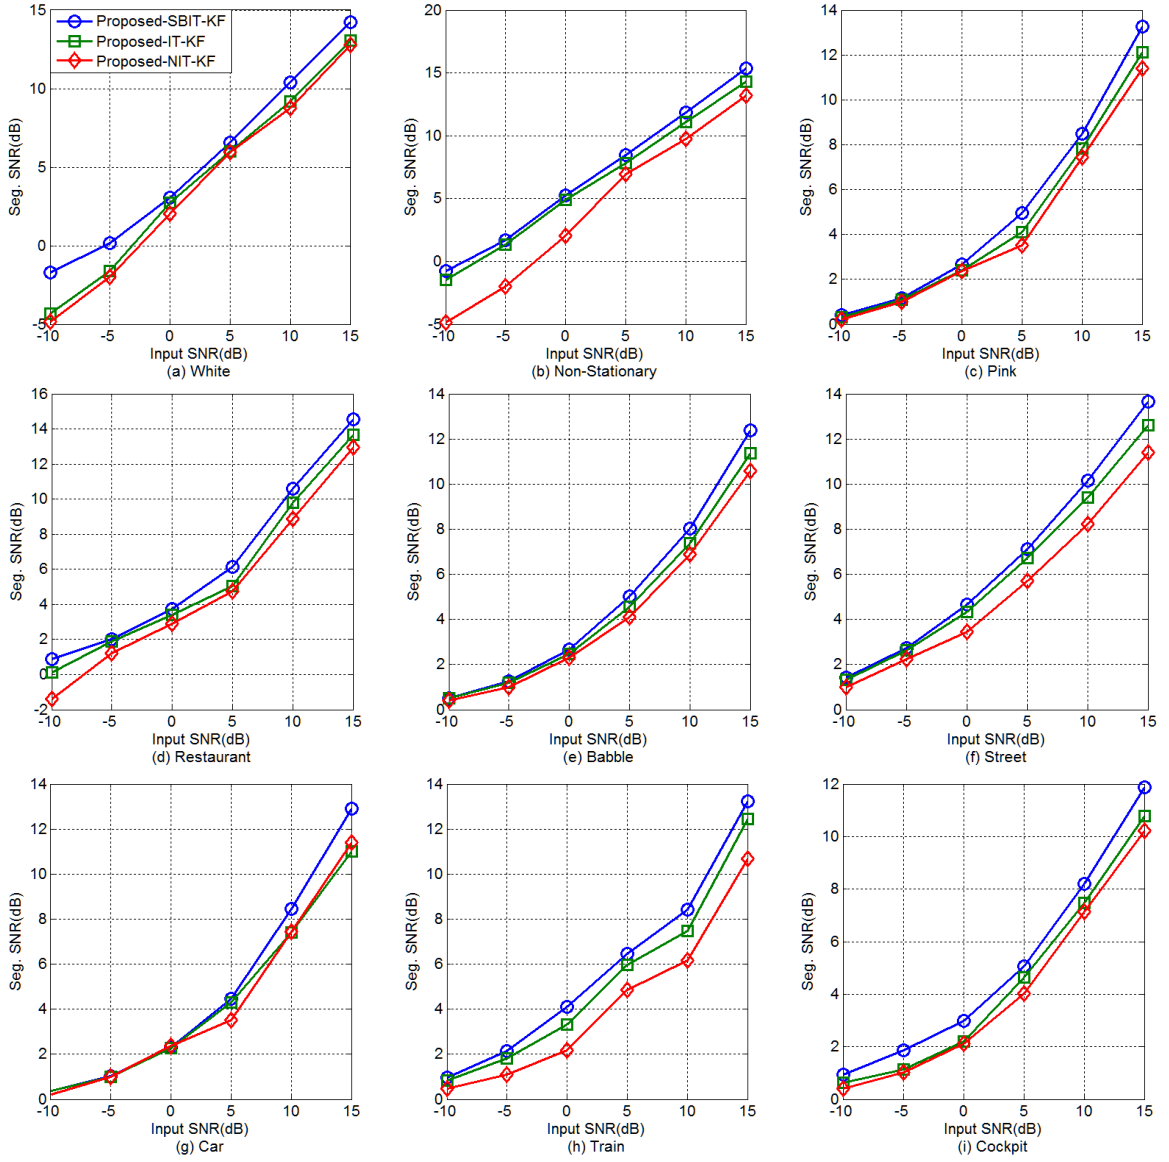 Proposed-SBIT-KF
Proposed-IT-KF
Proposed-NIT-KF
15
10
5
0
-5
Seg. SNR(dB)
-10 -5 0 5 10 15
Input SNR(dB)
(a) White
20
15
10
5
0
-5
Seg. SNR(dB)
-10 -5 0 5 10 15
Input SNR(dB)
(b) Non-Stationary
14
12
10
8
6
4
2
0
Seg. SNR(dB)
-10 -5 0 5 10 15
Input SNR(dB)
(c) Pink
16
14
12
10
8
6
4
2
0
-2
Seg. SNR(dB)
-10 -5 0 5 10 15
Input SNR(dB)
(d) Restaurant
14
12
10
8
6
4
2
0
Seg. SNR(dB)
-10 -5 0 5 10 15
Input SNR(dB)
(e) Babble
14
12
10
8
6
4
2
0
Seg. SNR(dB)
-10 -5 0 5 10 15
Input SNR(dB)
(f) Street
14
12
10
8
6
4
2
0
Seg. SNR(dB)
-10 -5 0 5 10 15
Input SNR(dB)
(g) Car
14
12
10
8
6
4
2
0
Seg. SNR(dB)
-10 -5 0 5 10 15
Input SNR(dB)
(h) Train
12
10
8
6
4
2
0
Seg. SNR(dB)
-10 -5 0 5 10 15
Input SNR(dB)
(i) Cockpit